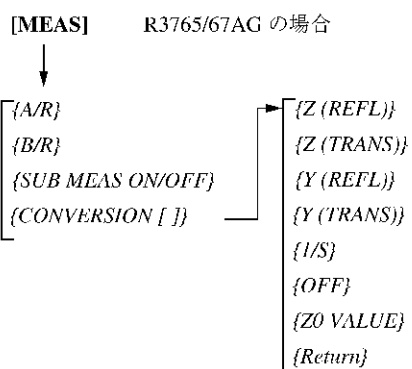 [MEAS] R3765/67AG の場合
{A/R}
{B/R}
{SUB MEAS ON/OFF}
{CONVERSION [ ]}
{Z (REFL)}
{Z (TRANS)}
{Y (REFL)}
{Y (TRANS)}
{1/S}
{OFF}
{Z0 VALUE}
{Return}